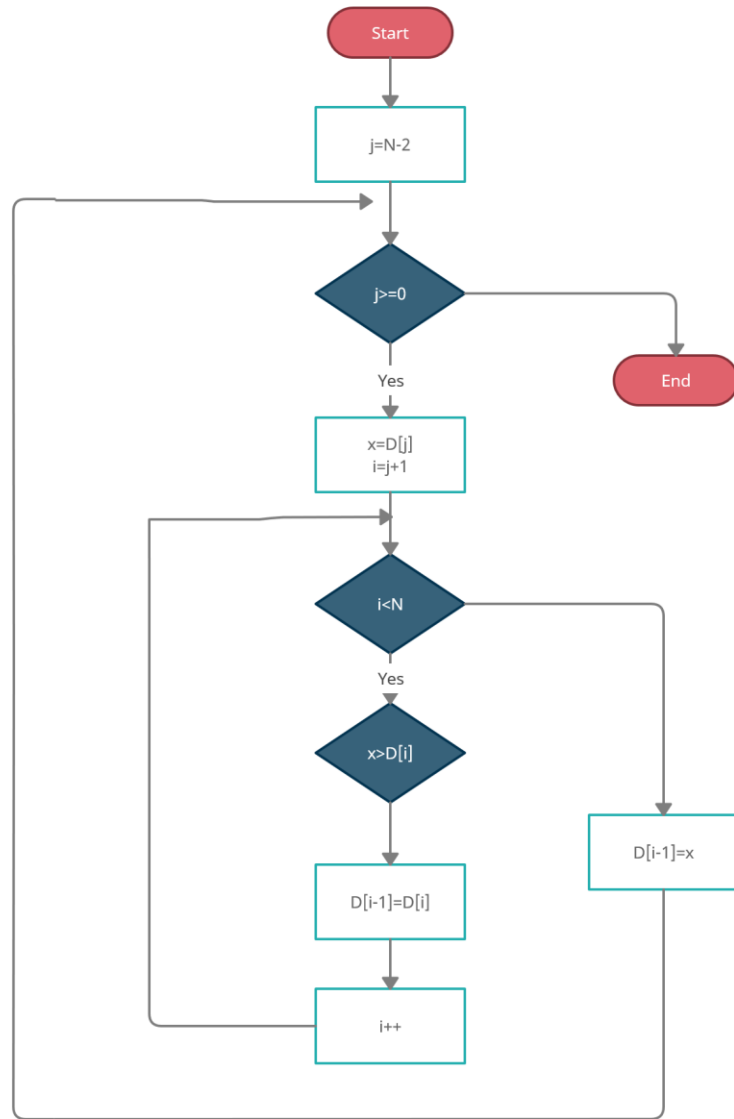 Start
j=N-2
j>=0
Yes
End
x=D[j]
i=j+1
i<N
Yes
x>D[i]
D[i-1]=x
D[i-1]=D[i]
i++